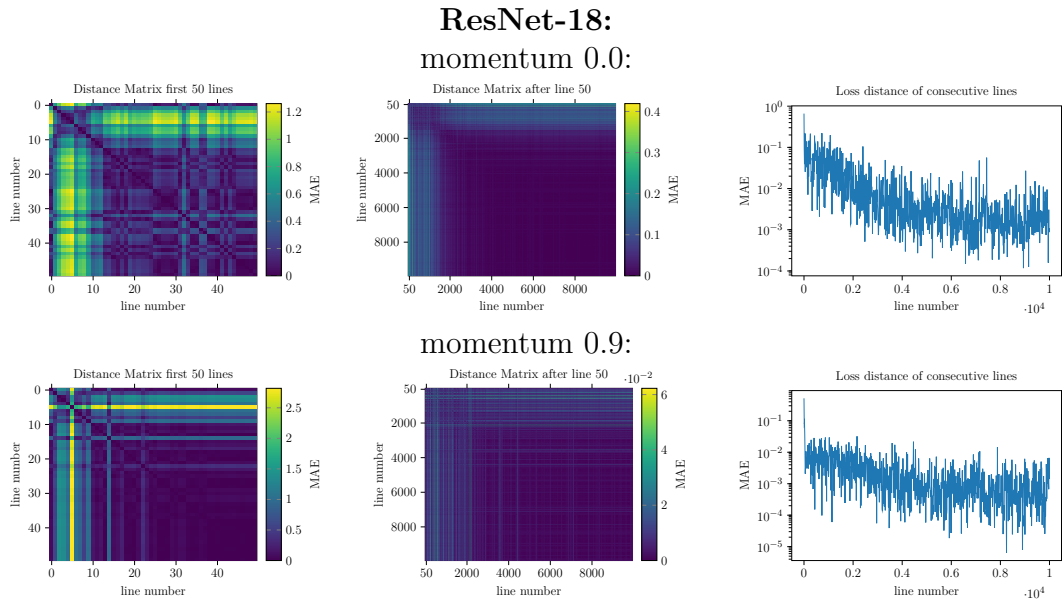 ResNet-18:
momentum 0.0:
Distance Matrix first 50 lines
0
10
20
30
40
line number
0 10 20 30 40
line number
0
0.2
0.4
0.6
0.8
1
1.2
MAE
Distance Matrix after line 50
50
2000
4000
6000
8000
line number
50 2000 4000 6000 8000
line number
0
0.1
0.2
0.3
0.4
MAE
Loss distance of consecutive lines
10^0
10^−1
10^−2
10^−3
10^−4
MAE
0 0.2 0.4 0.6 0.8 1
·10^4
line number
momentum 0.9:
Distance Matrix first 50 lines
0
10
20
30
40
line number
0 10 20 30 40
line number
0
0.5
1
1.5
2
2.5
MAE
Distance Matrix after line 50
50
2000
4000
6000
8000
line number
50 2000 4000 6000 8000
line number
·10^−2
0
2
4
6
MAE
Loss distance of consecutive lines
10^−1
10^−2
10^−3
10^−4
10^−5
MAE
0 0.2 0.4 0.6 0.8 1
·10^4
line number